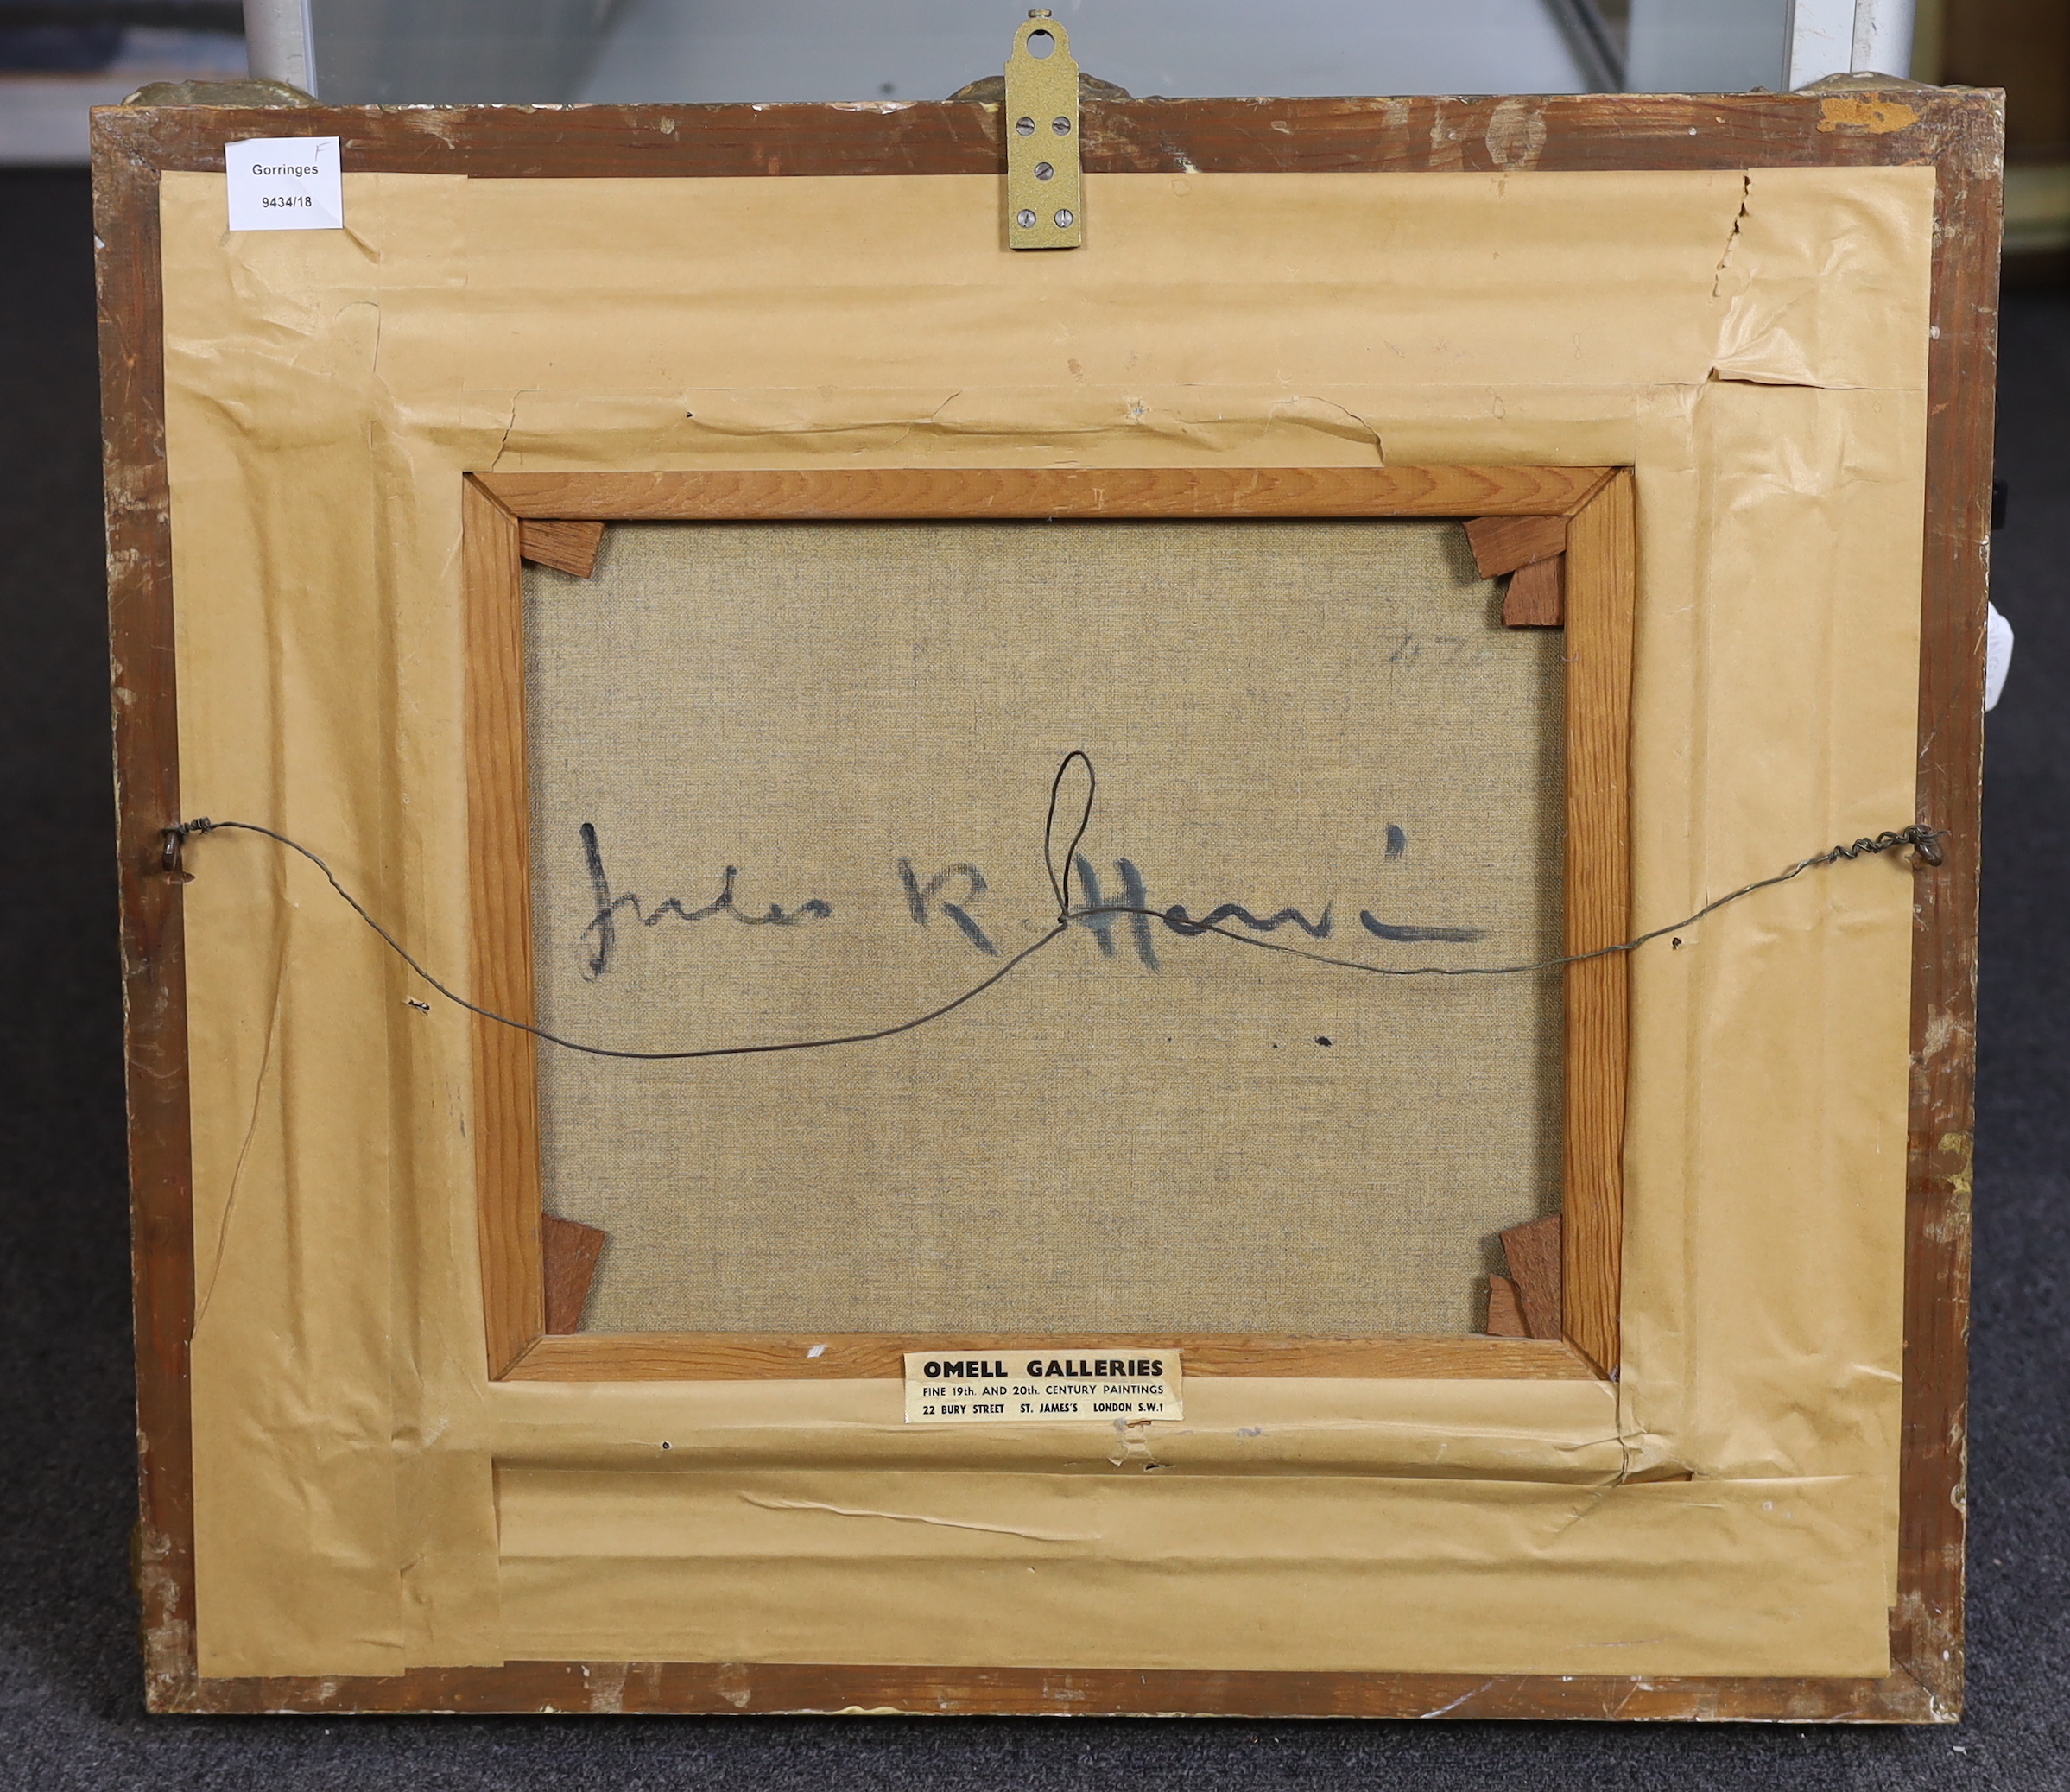 F
Gorringes
9434/18
Jules R. Hervé
OMELL GALLERIES
FINE 19th. AND 20th. CENTURY PAINTINGS
22 BURY STREET ST. JAMES'S LONDON S.W.1